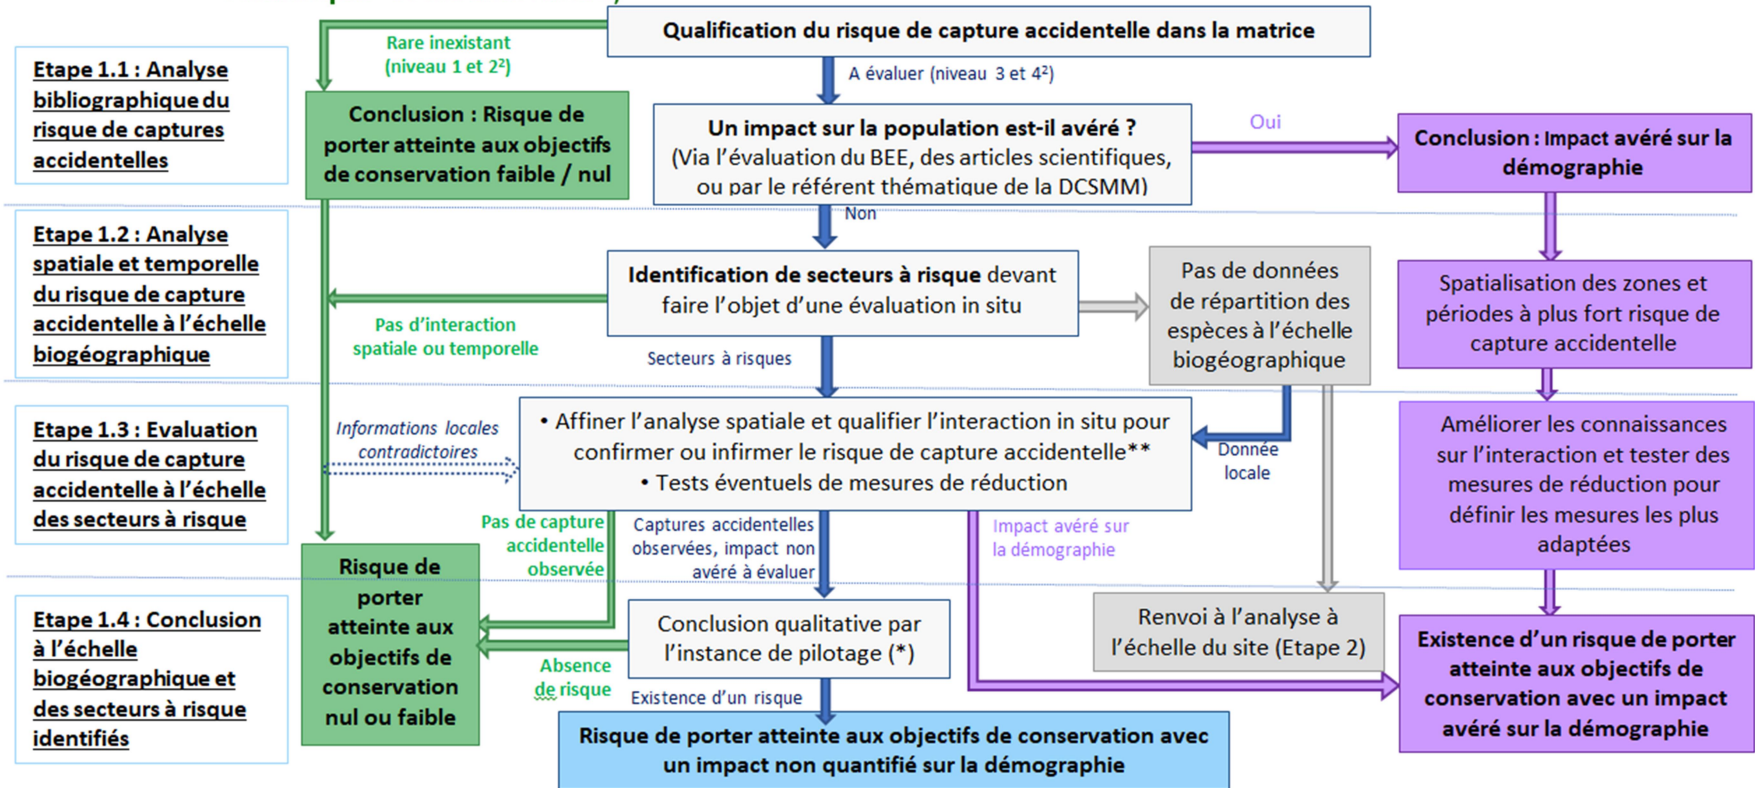 Qualification du risque de capture accidentelle dans la matrice
Rare inexistant
(niveau 1 et 2²)
A évaluer (niveau 3 et 4²)
Etape 1.1 : Analyse
bibliographique du
risque de captures
accidentelles
Conclusion : Risque de
porter atteinte aux objectifs
de conservation faible / nul
Un impact sur la population est-il avéré ?
(Via l’évaluation du BEE, des articles scientifiques,
ou par le référent thématique de la DCSMM)
Oui
Conclusion : Impact avéré sur la
démographie
Non
Etape 1.2 : Analyse
spatiale et temporelle
du risque de capture
accidentelle à l’échelle
biogéographique
Identification de secteurs à risque devant
faire l’objet d’une évaluation in situ
Pas d’interaction
spatiale ou temporelle
Secteurs à risques
Pas de données
de répartition des
espèces à l’échelle
biogéographique
Spatialisation des zones et
périodes à plus fort risque de
capture accidentelle
Etape 1.3 : Evaluation
du risque de capture
accidentelle à l’échelle
des secteurs à risque
Informations locales
contradictoires
• Affiner l’analyse spatiale et qualifier l’interaction in situ pour
confirmer ou infirmer le risque de capture accidentelle**
• Tests éventuels de mesures de réduction
Donnée
locale
Améliorer les connaissances
sur l’interaction et tester des
mesures de réduction pour
définir les mesures les plus
adaptées
Pas de capture
accidentelle
observée
Captures accidentelles
observées, impact non
avéré à évaluer
Impact avéré sur
la démographie
Etape 1.4 : Conclusion
à l’échelle
biogéographique et
des secteurs à risque
identifiés
Risque de
porter
atteinte aux
objectifs de
conservation
nul ou faible
Conclusion qualitative par
l’instance de pilotage (*)
Absence
de risque
Existence d’un risque
Renvoi à l’analyse à
l’échelle du site (Etape 2)
Existence d’un risque de porter
atteinte aux objectifs de
conservation avec un impact
avéré sur la démographie
Risque de porter atteinte aux objectifs de conservation avec
un impact non quantifié sur la démographie